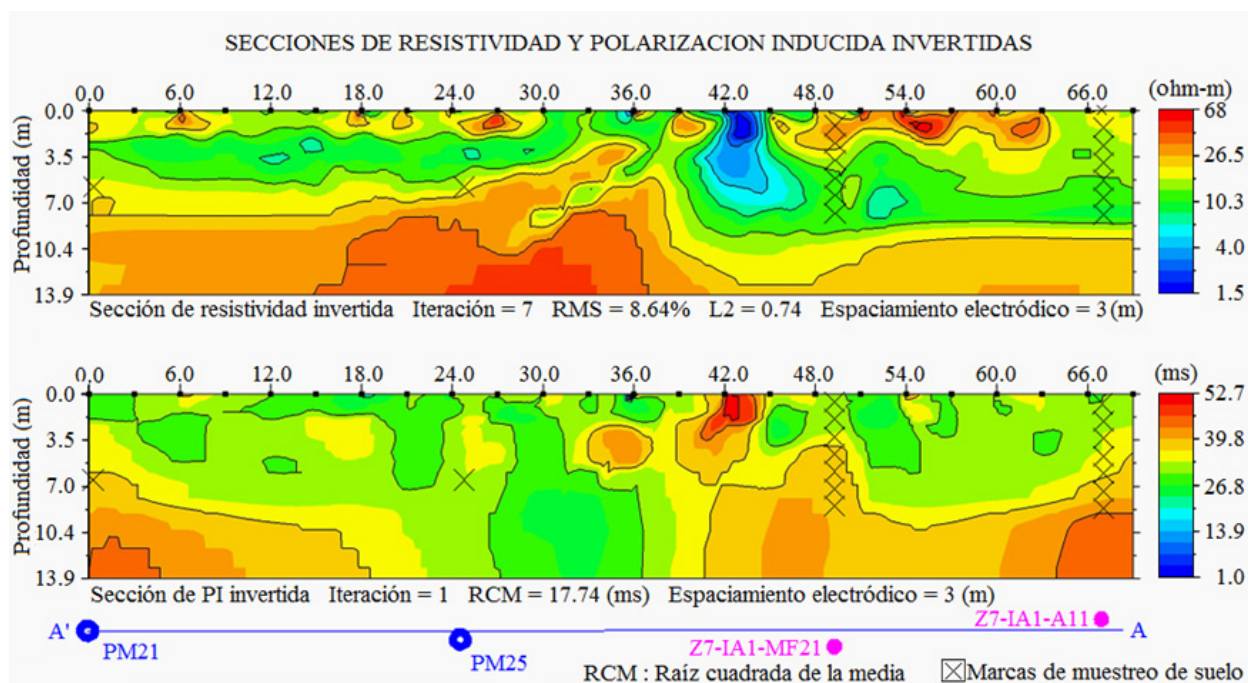 SECCIONES DE RESISTIVIDAD Y POLARIZACION INDUCIDA INVERTIDAS
0.0 6.0 12.0 18.0 24.0 30.0 36.0 42.0 48.0 54.0 60.0 66.0
(ohm-m)
Profundidad (m)
0.0
3.5
7.0
10.4
13.9
68
26.5
10.3
4.0
1.5
Sección de resistividad invertida Iteración = 7 RMS = 8.64% L2 = 0.74 Espaciamiento electródico = 3 (m)
0.0 6.0 12.0 18.0 24.0 30.0 36.0 42.0 48.0 54.0 60.0 66.0
(ms)
Profundidad (m)
0.0
3.5
7.0
10.4
13.9
52.7
39.8
26.8
13.9
1.0
Sección de PI invertida Iteración = 1 RCM = 17.74 (ms) Espaciamiento electródico = 3 (m)
A' PM21 PM25 Z7-IA1-MF21 Z7-IA1-A11 A
RCM : Raíz cuadrada de la media Marcas de muestreo de suelo